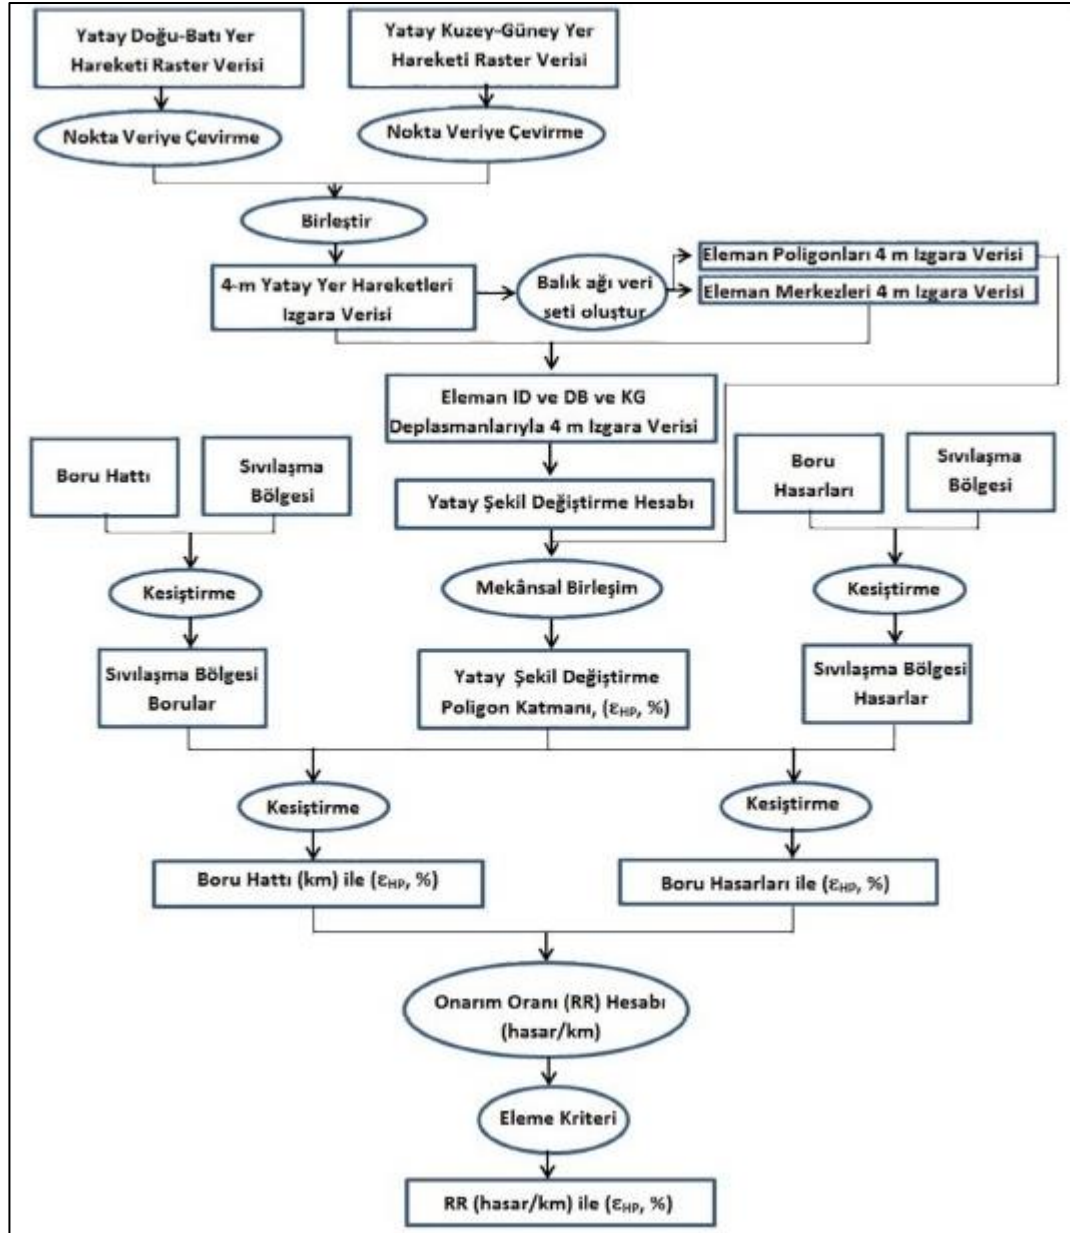 Yatay Doğu-Batı Yer
Hareketi Raster Verisi
Yatay Kuzey-Güney Yer
Hareketi Raster Verisi
Nokta Veriye Çevirme
Nokta Veriye Çevirme
Birleştir
4-m Yatay Yer Hareketleri
Izgara Verisi
Balık ağı veri
seti oluştur
Eleman Poligonları 4 m Izgara Verisi
Eleman Merkezleri 4 m Izgara Verisi
Eleman ID ve DB ve KG
Deplasmanlarıyla 4 m Izgara Verisi
Boru Hattı
Sıvılaşma
Bölgesi
Yatay Şekil Değiştirme Hesabı
Boru
Hasarları
Sıvılaşma
Bölgesi
Kesiştirme
Mekânsal Birleşim
Kesiştirme
Sıvılaşma Bölgesi
Borular
Yatay Şekil Değiştirme
Poligon Katmanı, (εHP, %)
Sıvılaşma Bölgesi
Hasarlar
Kesiştirme
Kesiştirme
Boru Hattı (km) ile (εHP, %)
Boru Hasarları ile (εHP, %)
Onarım Oranı (RR) Hesabı
(hasar/km)
Eleme Kriteri
RR (hasar/km) ile (εHP, %)